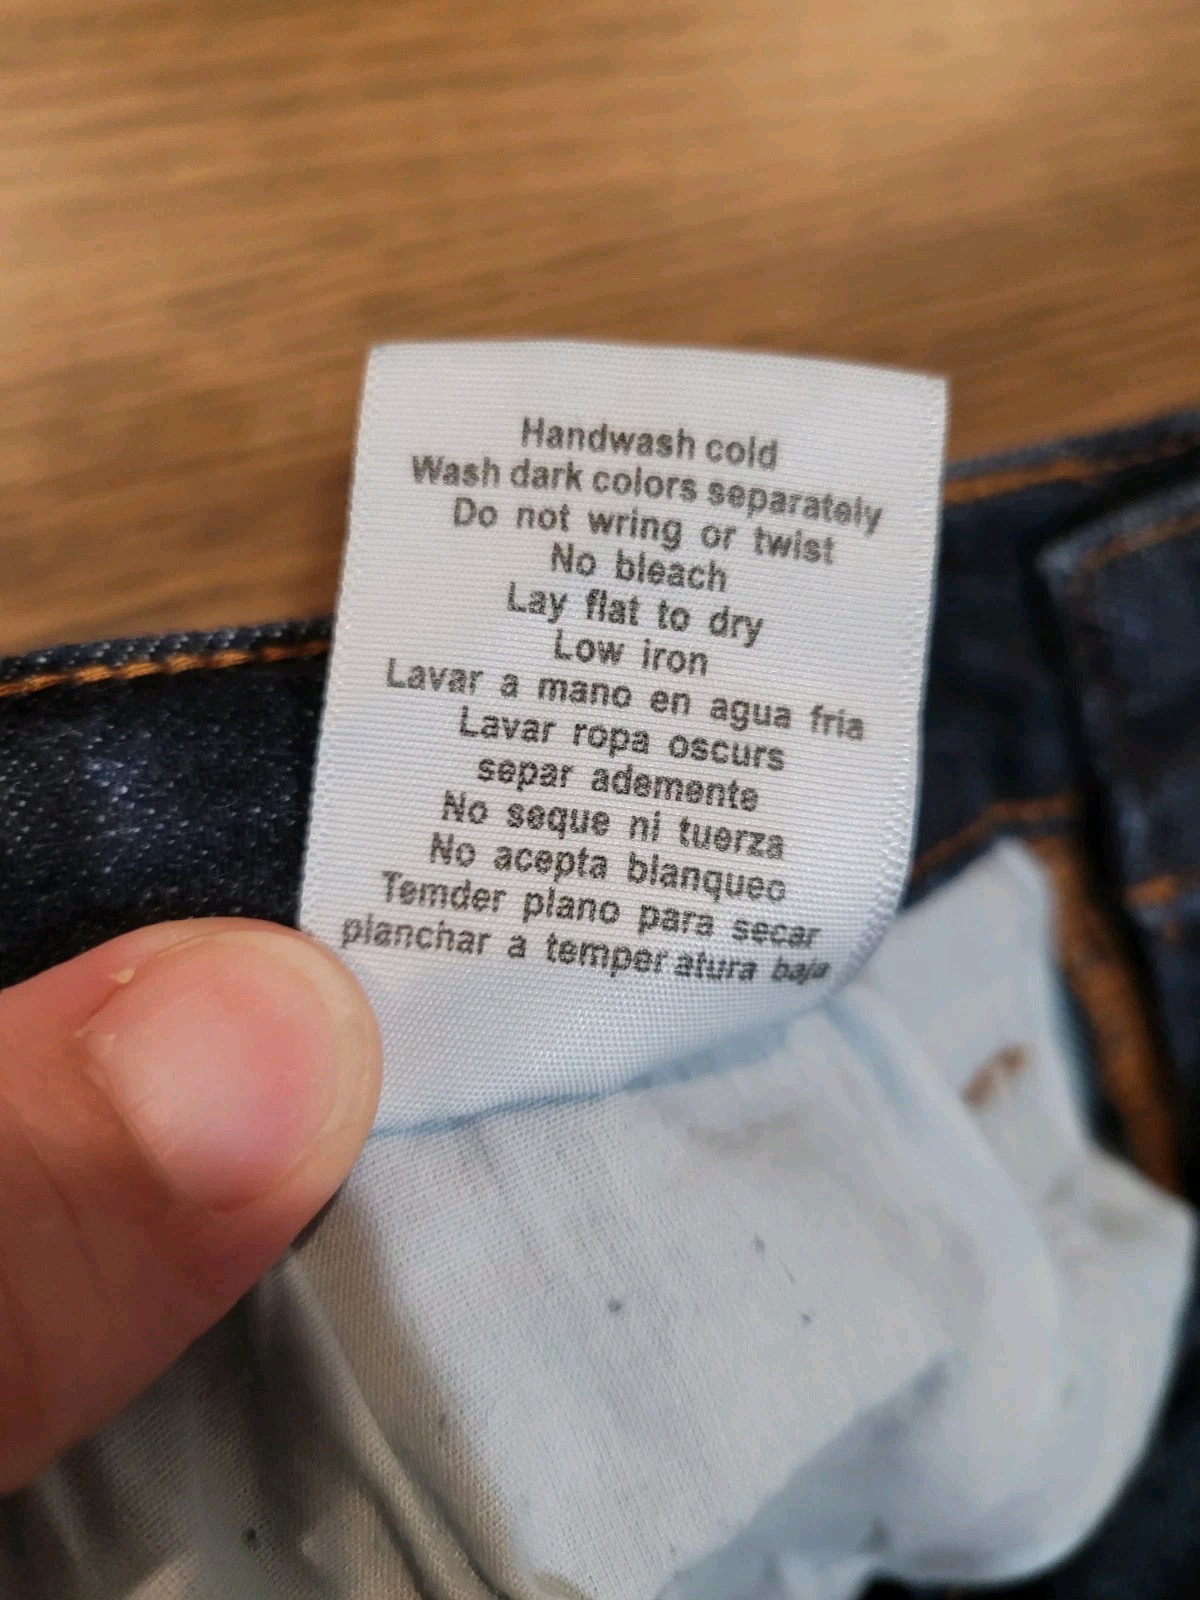 Handwash cold
Wash dark colors separately
Do not wring or twist
No bleach
Lay flat to dry
Low iron
Lavar a mano en agua fria
Lavar ropa oscurs
separ ademente
No seque ni tuerza
No acepta blanqueo
Temder plano para secar
planchar a temper atura baja